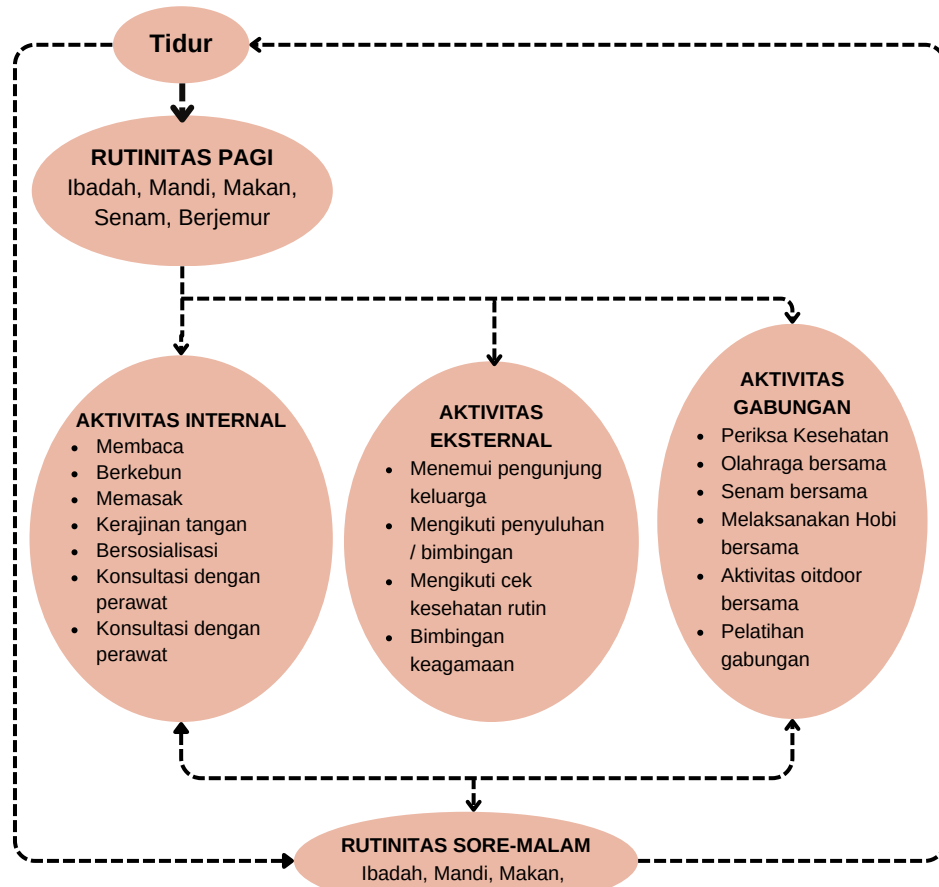 Tidur
RUTINITAS PAGI
Ibadah, Mandi, Makan,
Senam, Berjemur
AKTIVITAS INTERNAL
• Membaca
• Berkebun
• Memasak
• Kerajinan tangan
• Bersosialisasi
• Konsultasi dengan
perawat
• Konsultasi dengan
perawat
AKTIVITAS
EKSTERNAL
• Menemui pengunjung
keluarga
• Mengikuti penyuluhan
/ bimbingan
• Mengikuti cek
kesehatan rutin
• Bimbingan
keagamaan
AKTIVITAS
GABUNGAN
• Periksa Kesehatan
• Olahraga bersama
• Senam bersama
• Melaksanakan Hobi
bersama
• Aktivitas oitdoor
bersama
• Pelatihan
gabungan
RUTINITAS SORE-MALAM
Ibadah, Mandi, Makan,